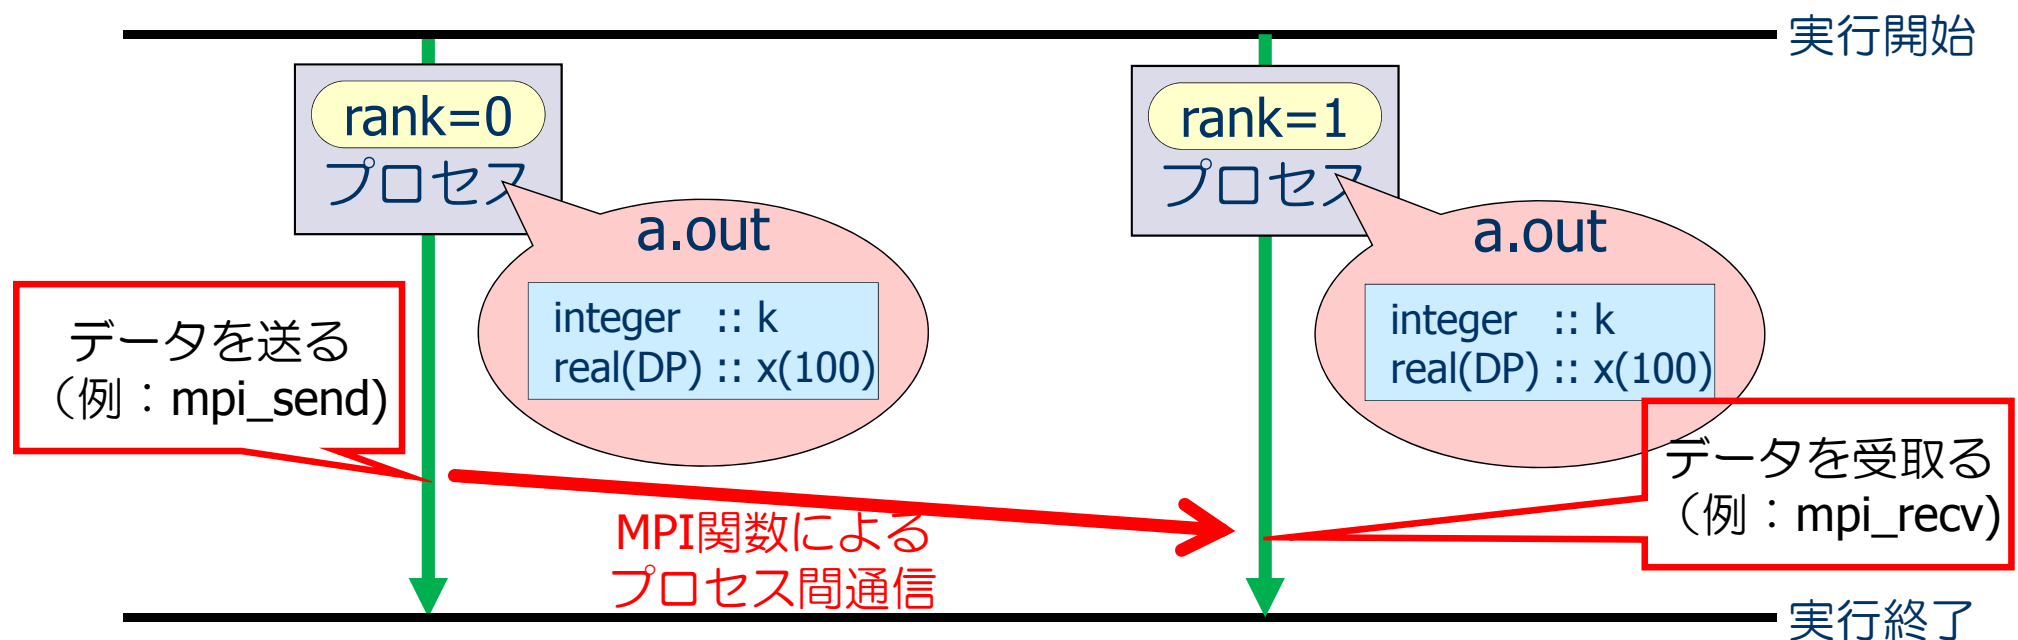 実行開始
rank=0
プロセス
rank=1
プロセス
a.out
integer :: k
real(DP) :: x(100)
a.out
integer :: k
real(DP) :: x(100)
データを送る
（例：mpi_send)
データを受取る
（例：mpi_recv)
MPI関数による
プロセス間通信
実行終了